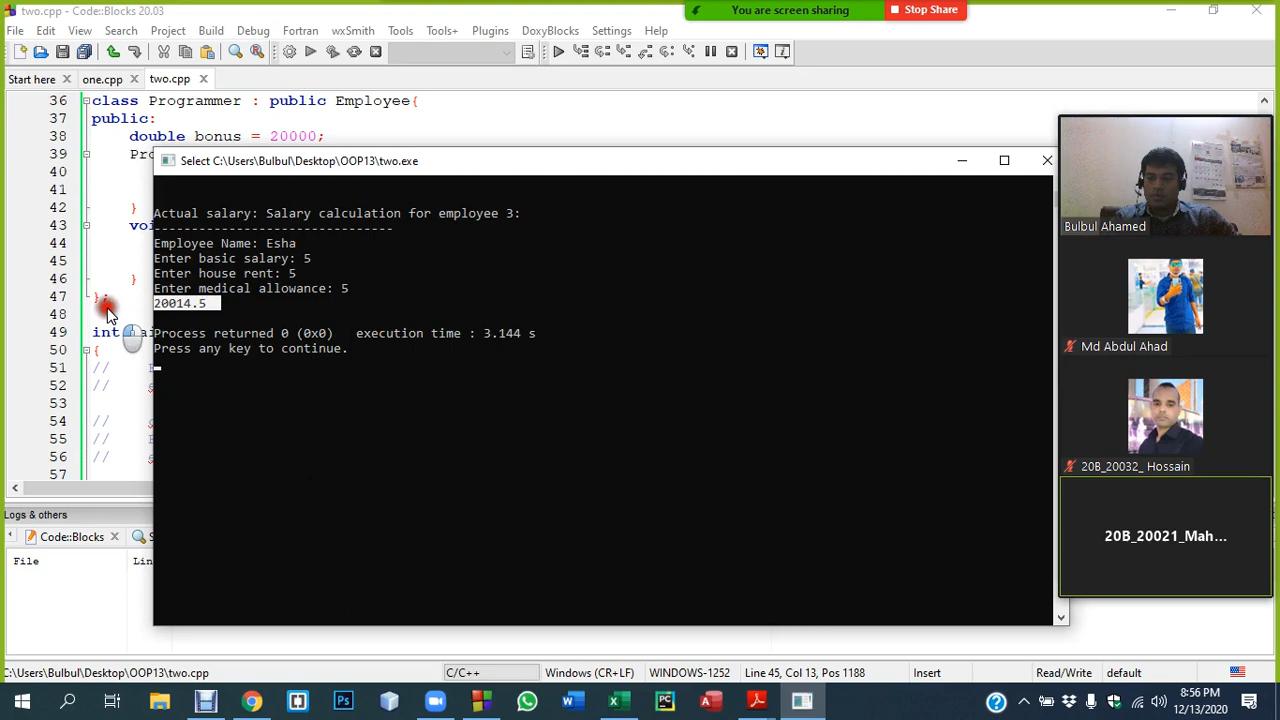 two.cpp - Code::Blocks 20.03
You are screen sharing
Stop Share
File Edit View Search Project Build Debug Fortran wxSmith Tools Tools+ Plugins DoxyBlocks Settings Help
Start here one.cpp two.cpp
36 class Programmer : public Employee{
37 public:
38 double bonus = 20000;
39
40
41
42 }
43
44
45
46 }
47 };
48
49 int
50 {
51 //
52 //
53
54 //
55 //
56 //
57
Select C:\Users\Bulbul\Desktop\OOP13\two.exe
Actual salary: Salary calculation for employee 3:
--------------------------------
Employee Name: Esha
Enter basic salary: 5
Enter house rent: 5
Enter medical allowance: 5
20014.5
Process returned 0 (0x0)   execution time : 3.144 s
Press any key to continue.
Bulbul Ahamed
Md Abdul Ahad
20B_20032_ Hossain
20B_20021_Mah...
Logs & others
Code::Blocks
File
C:\Users\Bulbul\Desktop\OOP13\two.cpp C/C++ Windows (CR+LF) WINDOWS-1252 Line 45, Col 13, Pos 1188 Insert Read/Write default
8:56 PM
12/13/2020